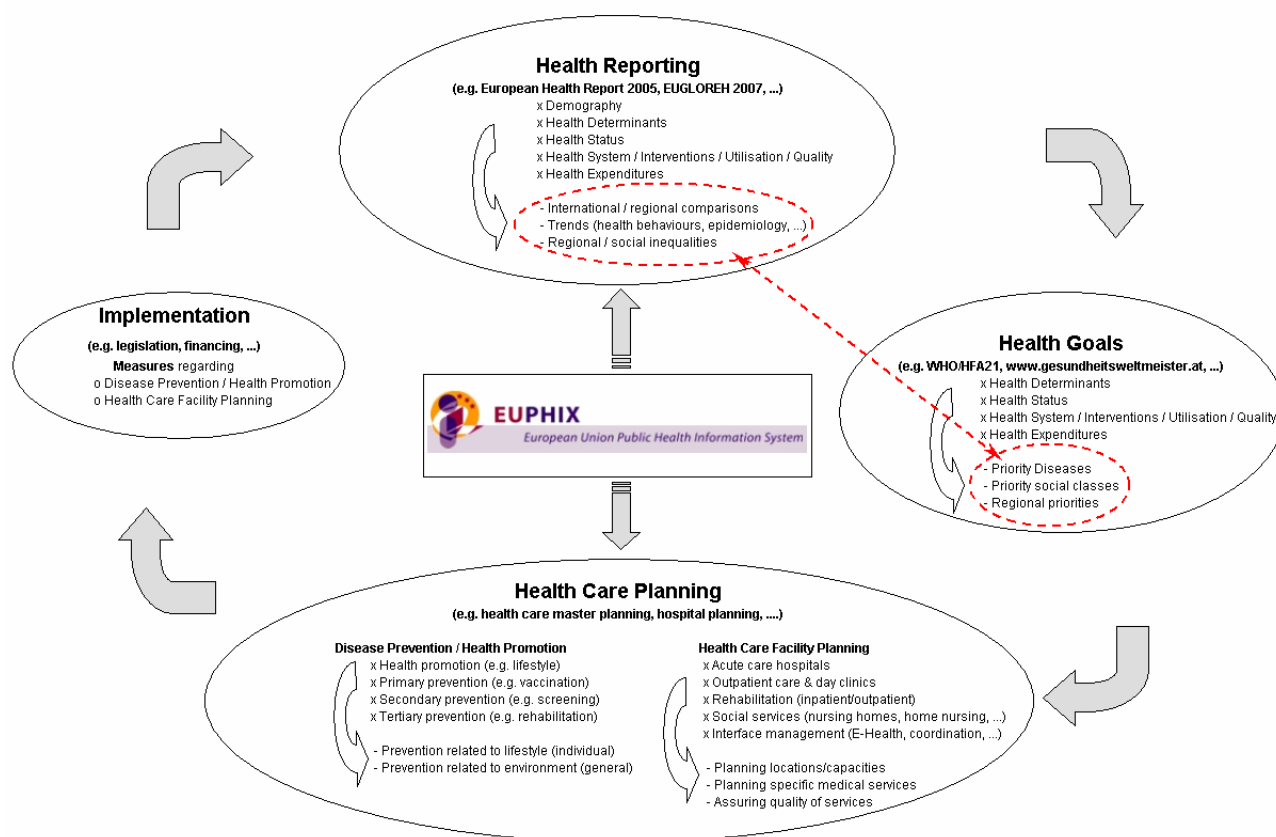 Health Reporting
(e.g. European Health Report 2005, EUGLOREH 2007, ...)
x Demography
x Health Determinants
x Health Status
x Health System / Interventions / Utilisation / Quality
x Health Expenditures
- International / regional comparisons
- Trends (health behaviours, epidemiology, ...)
- Regional / social inequalities
Implementation
(e.g. legislation, financing, ...)
Measures regarding
o Disease Prevention / Health Promotion
o Health Care Facility Planning
EUPHIX
European Union Public Health Information System
Health Goals
(e.g. WHO/HFA21, www.gesundheitsweltmeister.at, ...)
x Health Determinants
x Health Status
x Health System / Interventions / Utilisation / Quality
x Health Expenditures
- Priority Diseases
- Priority social classes
- Regional priorities
Health Care Planning
(e.g. health care master planning, hospital planning, ....)
Disease Prevention / Health Promotion
x Health promotion (e.g. lifestyle)
x Primary prevention (e.g. vaccination)
x Secondary prevention (e.g. screening)
x Tertiary prevention (e.g. rehabilitation)
- Prevention related to lifestyle (individual)
- Prevention related to environment (general)
Health Care Facility Planning
x Acute care hospitals
x Outpatient care & day clinics
x Rehabilitation (inpatient/outpatient)
x Social services (nursing homes, home nursing, ...)
x Interface management (E-Health, coordination, ...)
- Planning locations/capacities
- Planning specific medical services
- Assuring quality of services